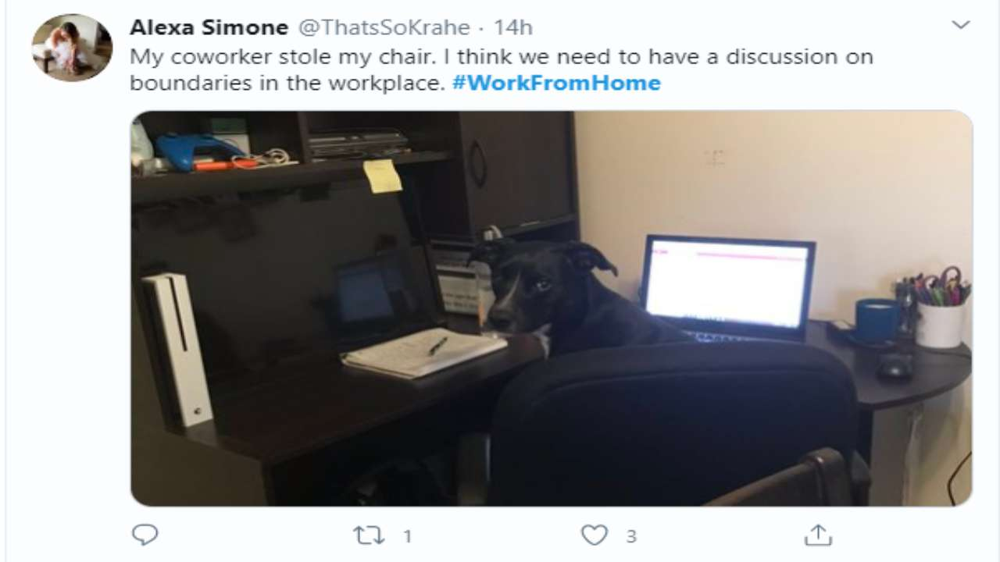 Alexa Simone @ThatsSoKrahe · 14h
My coworker stole my chair. I think we need to have a discussion on
boundaries in the workplace. #WorkFromHome
1
3